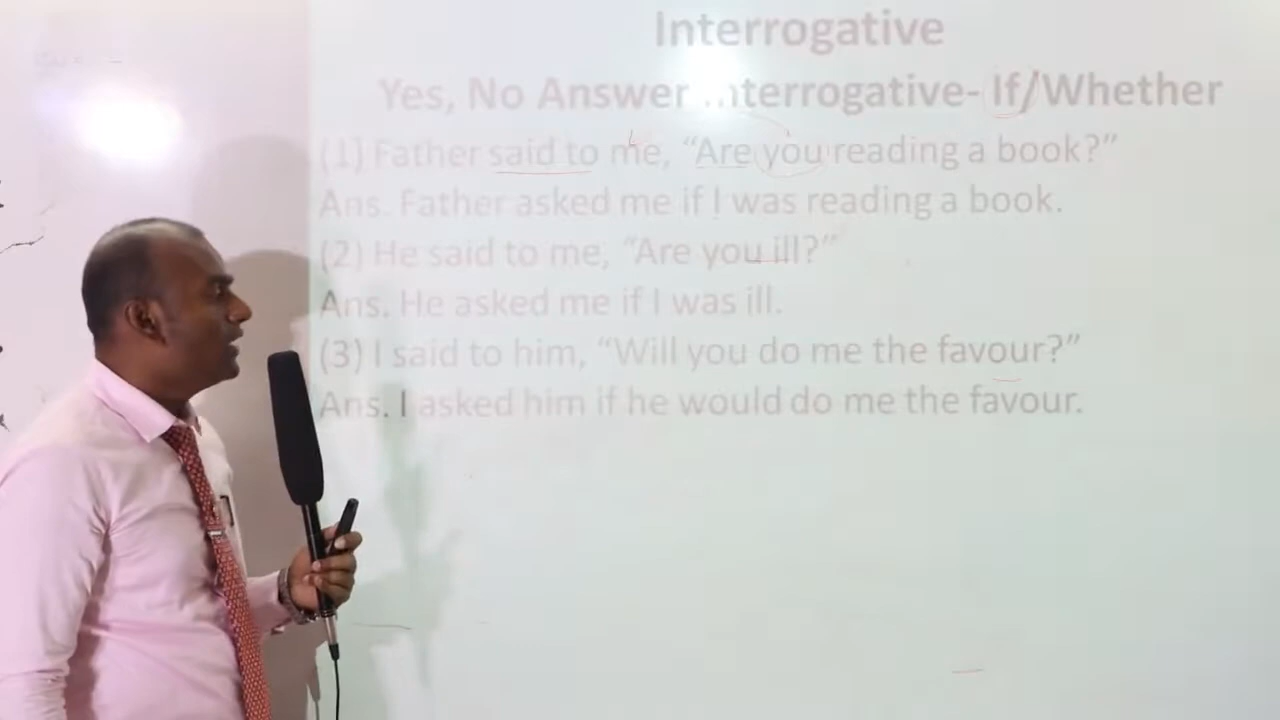 Interrogative
Yes, No Answer Interrogative- If/Whether
(1) Father said to me, “Are you reading a book?”
Ans. Father asked me if I was reading a book.
(2) He said to me, “Are you ill?”
Ans. He asked me if I was ill.
(3) I said to him, “Will you do me the favour?”
Ans. I asked him if he would do me the favour.